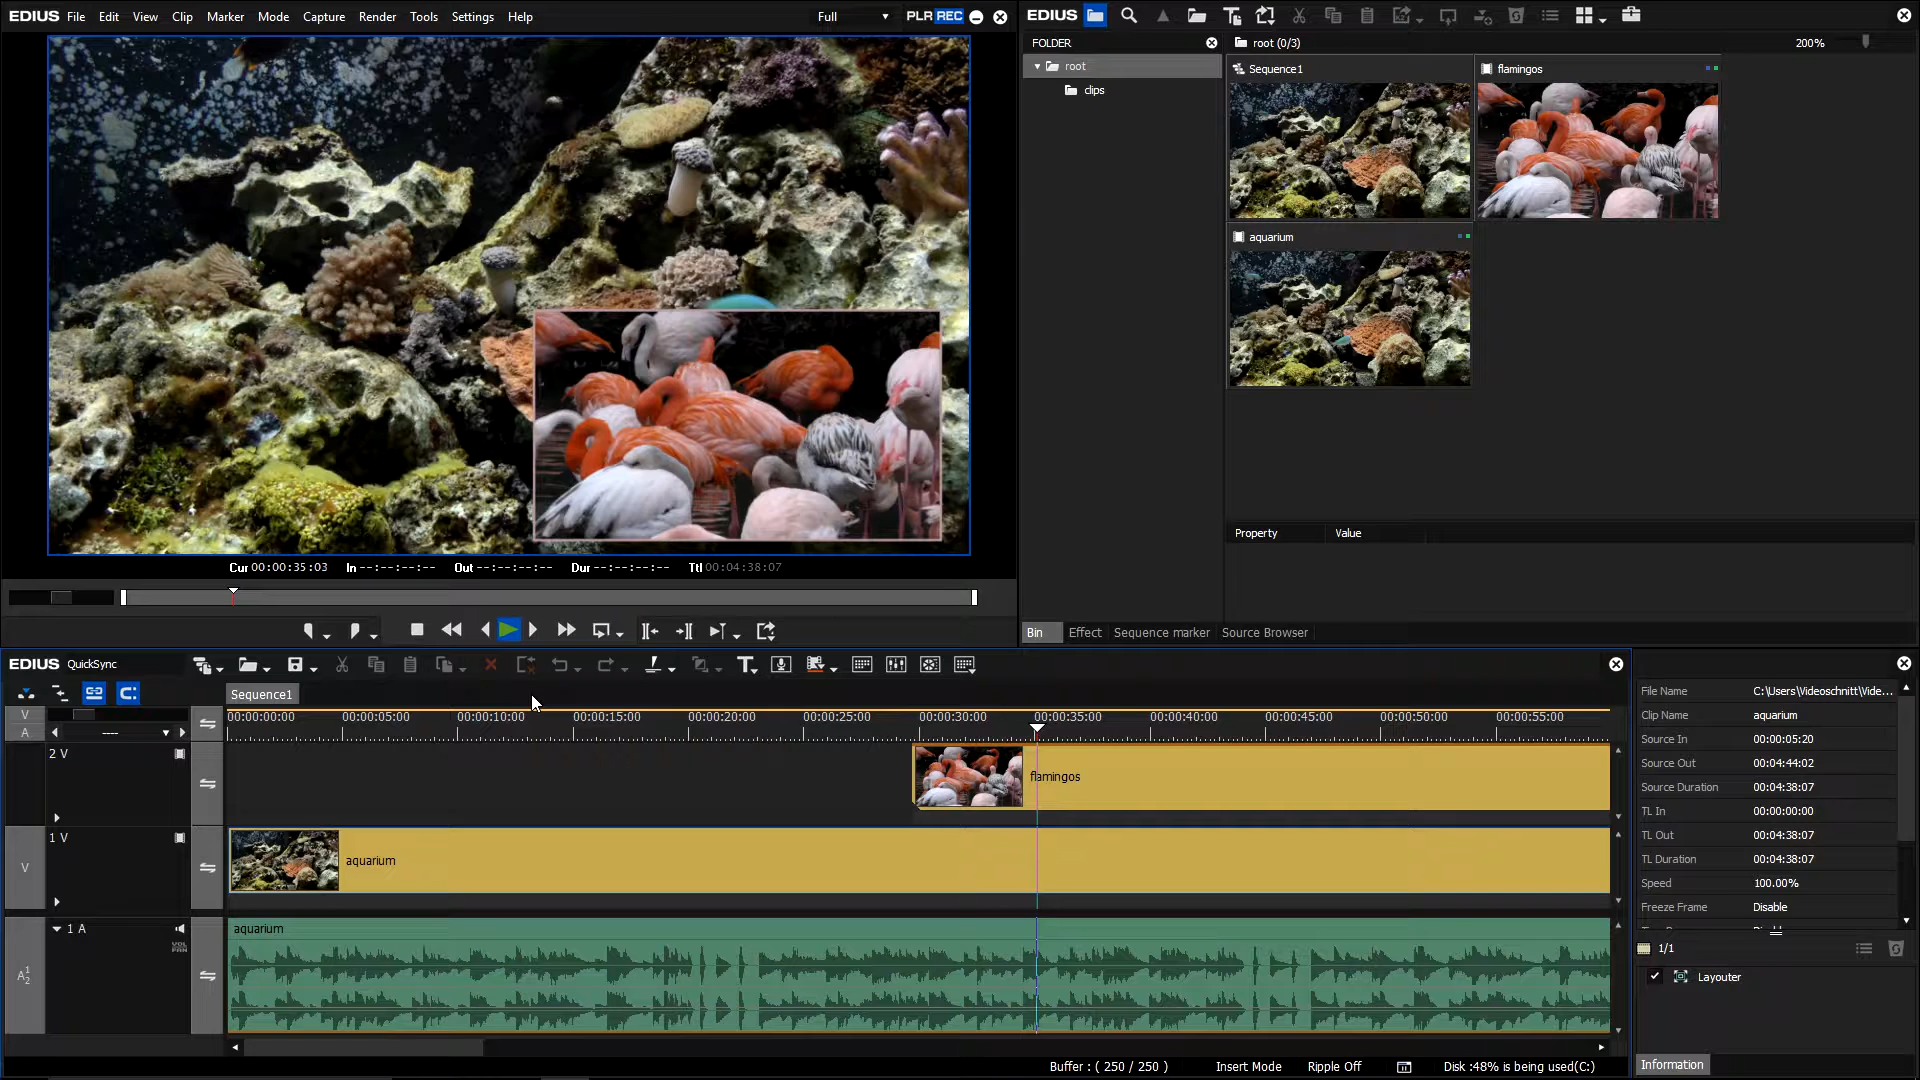 EDIUS File Edit View Clip Marker Mode Capture Render Tools Settings Help Full PLR REC
Cur 00:00:35:03 In --:--:--:-- Out --:--:--:-- Dur --:--:--:-- Ttl 00:04:38:07
EDIUS
FOLDER
root
clips
root (0/3) 200%
Sequence1
flamingos
aquarium
Property Value
Bin Effect Sequence marker Source Browser
EDIUS QuickSync
Sequence1
00:00:00:00 00:00:05:00 00:00:10:00 00:00:15:00 00:00:20:00 00:00:25:00 00:00:30:00 00:00:35:00 00:00:40:00 00:00:45:00 00:00:50:00 00:00:55:00
V
A
----
2 V
flamingos
V
1 V
aquarium
1 A
VOL
PAN
A 1 2
aquarium
Buffer : ( 250 / 250 ) Insert Mode Ripple Off Disk :48% is being used(C:)
File Name C:\Users\Videoschnitt\Vide...
Clip Name aquarium
Source In 00:00:05:20
Source Out 00:04:44:02
Source Duration 00:04:38:07
TL In 00:00:00:00
TL Out 00:04:38:07
TL Duration 00:04:38:07
Speed 100.00%
Freeze Frame Disable
1/1
Layouter
Information